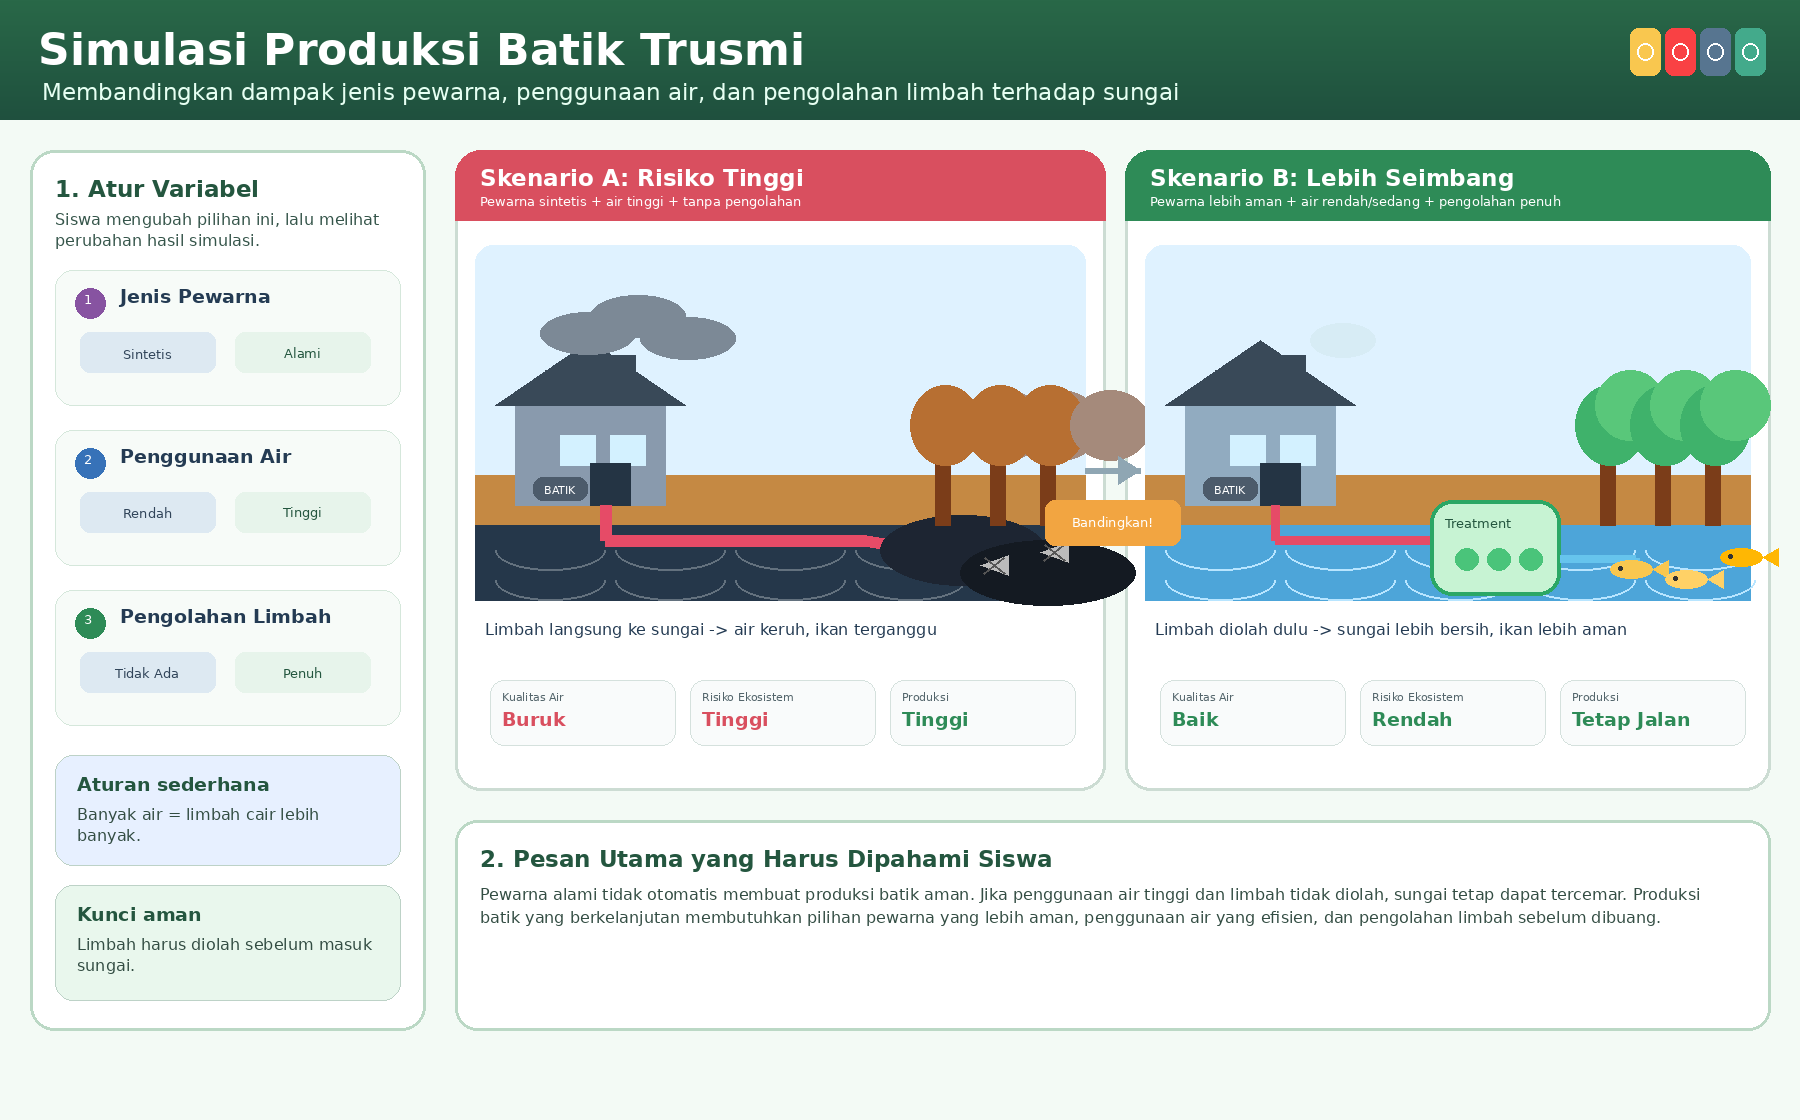 Simulasi Produksi Batik Trusmi
Membandingkan dampak jenis pewarna, penggunaan air, dan pengolahan limbah terhadap sungai
1. Atur Variabel
Siswa mengubah pilihan ini, lalu melihat
perubahan hasil simulasi.
1 Jenis Pewarna
Sintetis
Alami
2 Penggunaan Air
Rendah
Tinggi
3 Pengolahan Limbah
Tidak Ada
Penuh
Aturan sederhana
Banyak air = limbah cair lebih
banyak.
Kunci aman
Limbah harus diolah sebelum masuk
sungai.
Skenario A: Risiko Tinggi
Pewarna sintetis + air tinggi + tanpa pengolahan
BATIK
Limbah langsung ke sungai -> air keruh, ikan terganggu
Kualitas Air
Buruk
Risiko Ekosistem
Tinggi
Produksi
Tinggi
Bandingkan!
Skenario B: Lebih Seimbang
Pewarna lebih aman + air rendah/sedang + pengolahan penuh
BATIK
Treatment
Limbah diolah dulu -> sungai lebih bersih, ikan lebih aman
Kualitas Air
Baik
Risiko Ekosistem
Rendah
Produksi
Tetap Jalan
2. Pesan Utama yang Harus Dipahami Siswa
Pewarna alami tidak otomatis membuat produksi batik aman. Jika penggunaan air tinggi dan limbah tidak diolah, sungai tetap dapat tercemar. Produksi
batik yang berkelanjutan membutuhkan pilihan pewarna yang lebih aman, penggunaan air yang efisien, dan pengolahan limbah sebelum dibuang.